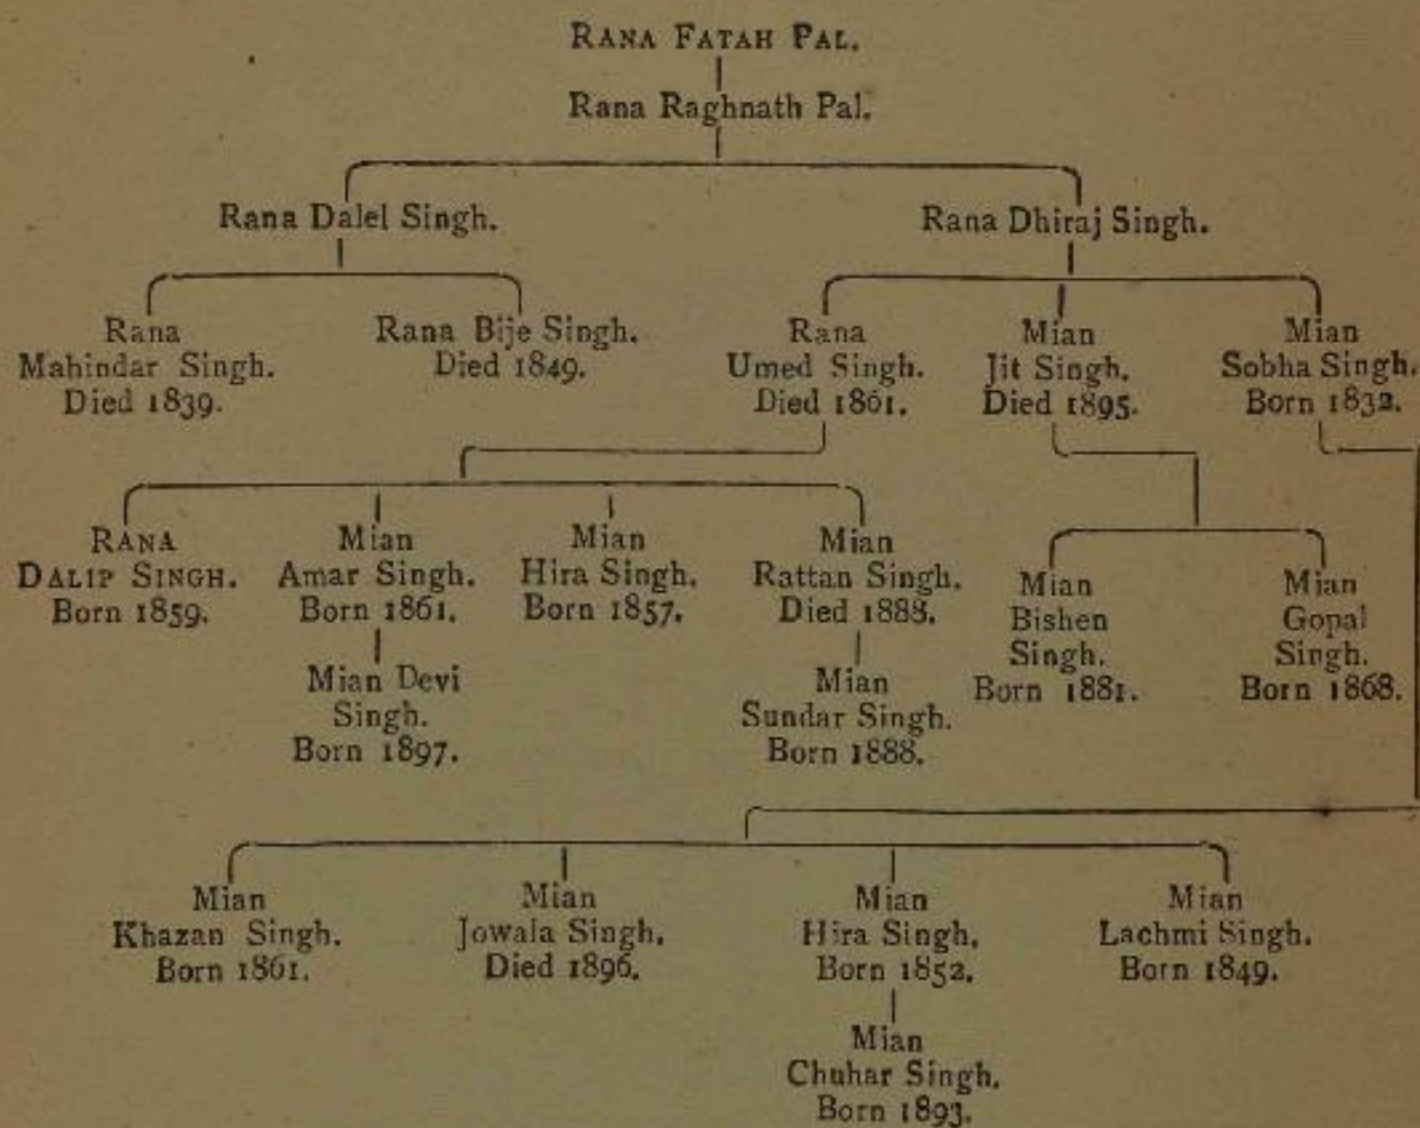 RANA FATAH PAL.
Rana Raghnath Pal.
Rana Dalel Singh. Rana Dhiraj Singh.
Rana Rana Bije Singh. Rana Mian Mian
Mahindar Singh. Died 1849. Umed Singh. Jit Singh. Sobha Singh.
Died 1839. Died 1861. Died 1895. Born 1832.
RANA Mian Mian Mian
DALIP SINGH. Amar Singh. Hira Singh. Rattan Singh. Mian Mian
Born 1859. Born 1861. Born 1857. Died 1888. Bishen Gopal
Singh. Singh.
Mian Devi Mian Born 1881. Born 1868.
Singh. Sundar Singh.
Born 1897. Born 1888.
Mian Mian Mian Mian
Khazan Singh. Jowala Singh. Hira Singh. Lachmi Singh.
Born 1861. Died 1896. Born 1852. Born 1849.
Mian
Chuhar Singh.
Born 1893.